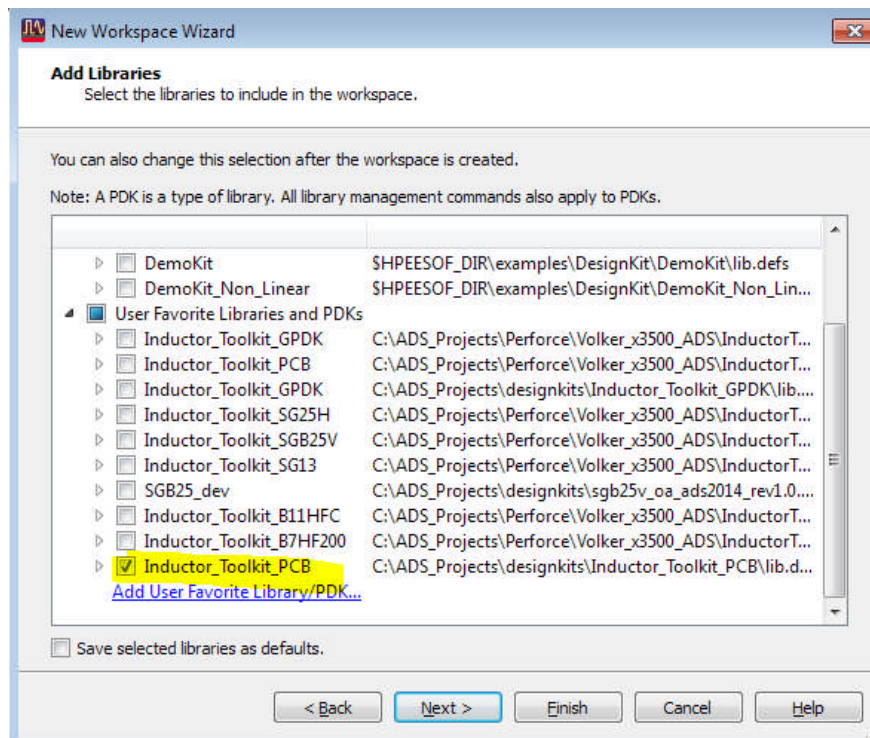 New Workspace Wizard
Add Libraries
Select the libraries to include in the workspace.
You can also change this selection after the workspace is created.
Note: A PDK is a type of library. All library management commands also apply to PDKs.
DemoKit $HPEESOF_DIR\examples\DesignKit\DemoKit\lib.defs
DemoKit_Non_Linear $HPEESOF_DIR\examples\DesignKit\DemoKit_Non_Lin...
User Favorite Libraries and PDKs
Inductor_Toolkit_GPDK C:\ADS_Projects\Perforce\Volker_x3500_ADS\InductorT...
Inductor_Toolkit_PCB C:\ADS_Projects\Perforce\Volker_x3500_ADS\InductorT...
Inductor_Toolkit_GPDK C:\ADS_Projects\designkits\Inductor_Toolkit_GPDK\lib....
Inductor_Toolkit_SG25H C:\ADS_Projects\Perforce\Volker_x3500_ADS\InductorT...
Inductor_Toolkit_SGB25V C:\ADS_Projects\Perforce\Volker_x3500_ADS\InductorT...
Inductor_Toolkit_SG13 C:\ADS_Projects\Perforce\Volker_x3500_ADS\InductorT...
SGB25_dev C:\ADS_Projects\designkits\sgb25v_oa_ads2014_rev1.0....
Inductor_Toolkit_B11HFC C:\ADS_Projects\Perforce\Volker_x3500_ADS\InductorT...
Inductor_Toolkit_B7HF200 C:\ADS_Projects\Perforce\Volker_x3500_ADS\InductorT...
Inductor_Toolkit_PCB C:\ADS_Projects\designkits\Inductor_Toolkit_PCB\lib.d...
Add User Favorite Library/PDK...
Save selected libraries as defaults.
< Back Next > Finish Cancel Help